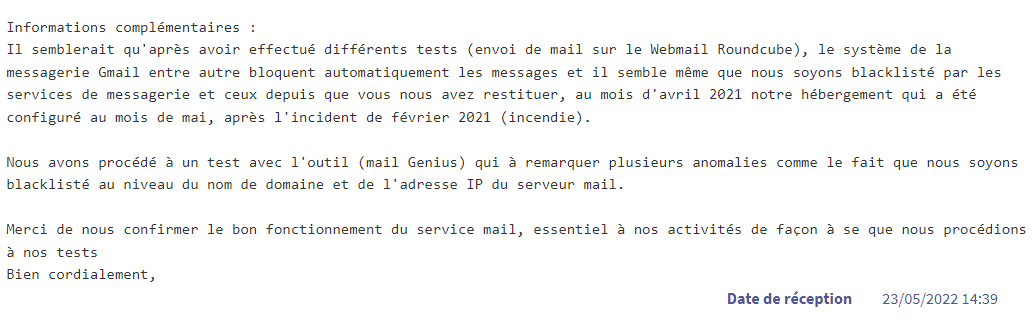 Informations complémentaires :
Il semblerait qu'après avoir effectué différents tests (envoi de mail sur le Webmail Roundcube), le système de la
messagerie Gmail entre autre bloquent automatiquement les messages et il semble même que nous soyons blacklisté par les
services de messagerie et ceux depuis que vous nous avez restituer, au mois d'avril 2021 notre hébergement qui a été
configuré au mois de mai, après l'incident de février 2021 (incendie).
Nous avons procédé à un test avec l'outil (mail Genius) qui à remarquer plusieurs anomalies comme le fait que nous soyons
blacklisté au niveau du nom de domaine et de l'adresse IP du serveur mail.
Merci de nous confirmer le bon fonctionnement du service mail, essentiel à nos activités de façon à se que nous procédions
à nos tests
Bien cordialement,
Date de réception 23/05/2022 14:39